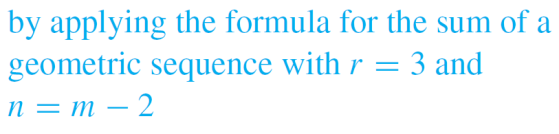 by applying the formula for the sum of a
geometric sequence with r = 3 and
n = m − 2